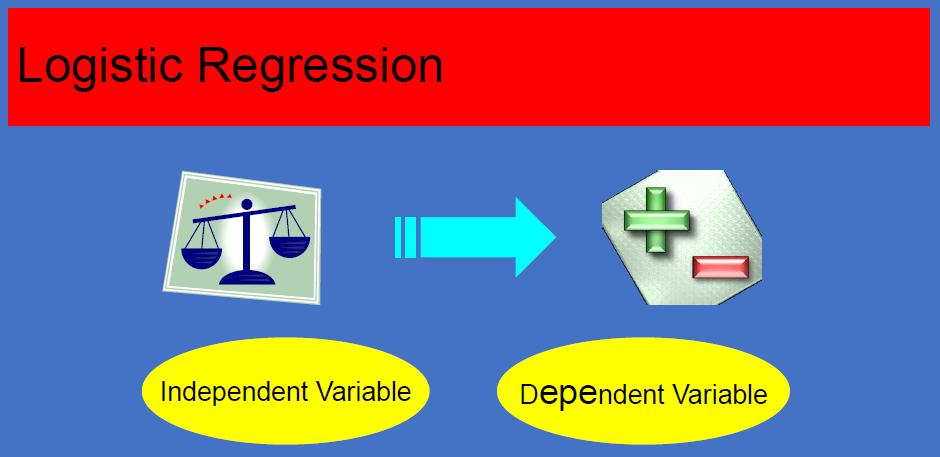 Logistic Regression
Independent Variable
Dependent Variable